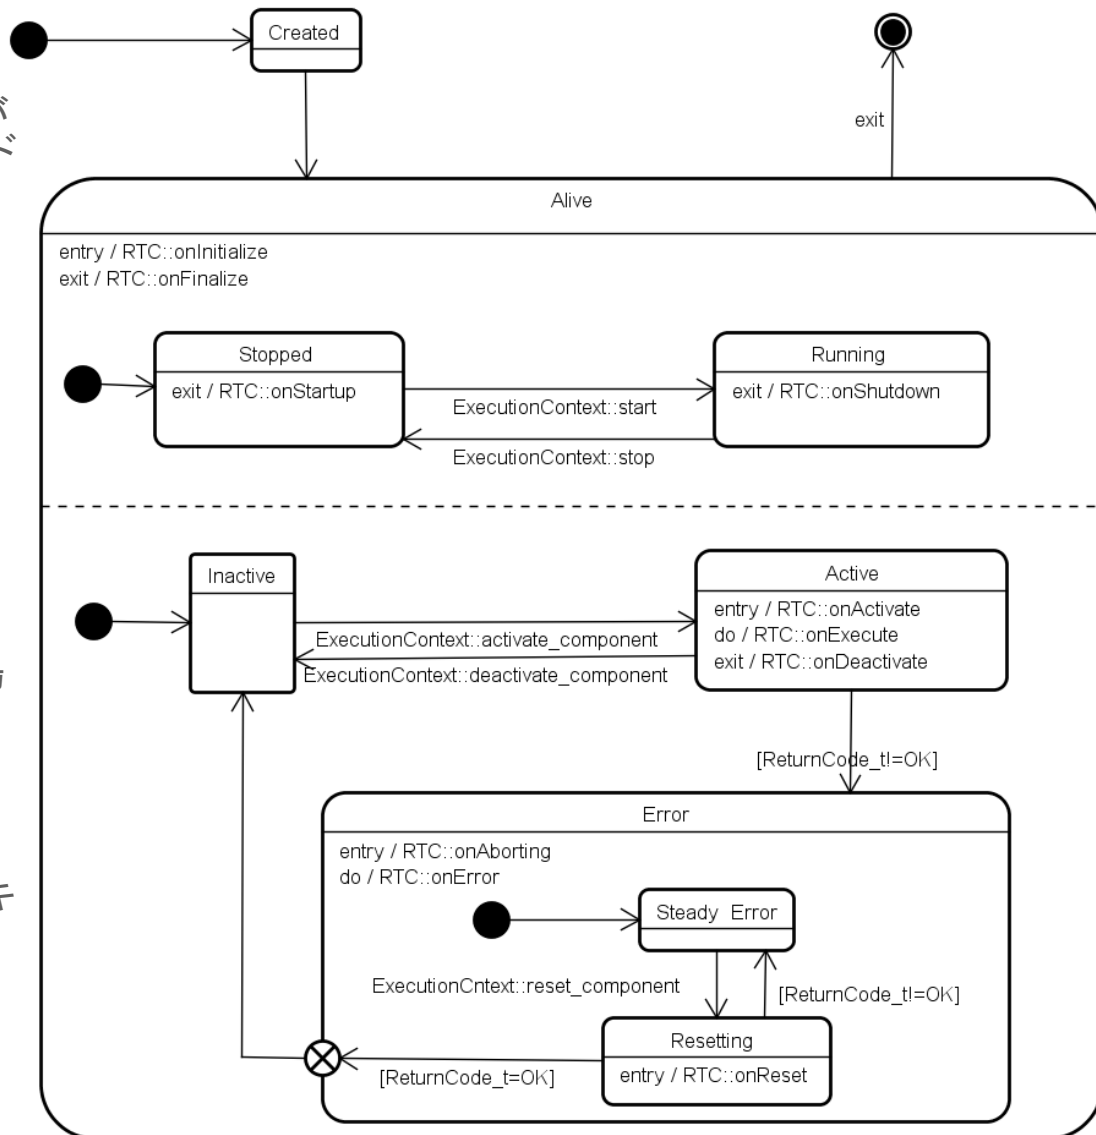 Created
が
ド
exit
Alive
entry / RTC::onInitialize
exit / RTC::onFinalize
Stopped
exit / RTC::onStartup
Running
exit / RTC::onShutdown
ExecutionContext::start
ExecutionContext::stop
Inactive
Active
entry / RTC::onActivate
do / RTC::onExecute
exit / RTC::onDeactivate
ExecutionContext::activate_component
ExecutionContext::deactivate_component
[ReturnCode_t!=OK]
Error
entry / RTC::onAborting
do / RTC::onError
キ
Steady Error
ExecutionCntext::reset_component
[ReturnCode_t!=OK]
Resetting
entry / RTC::onReset
[ReturnCode_t=OK]